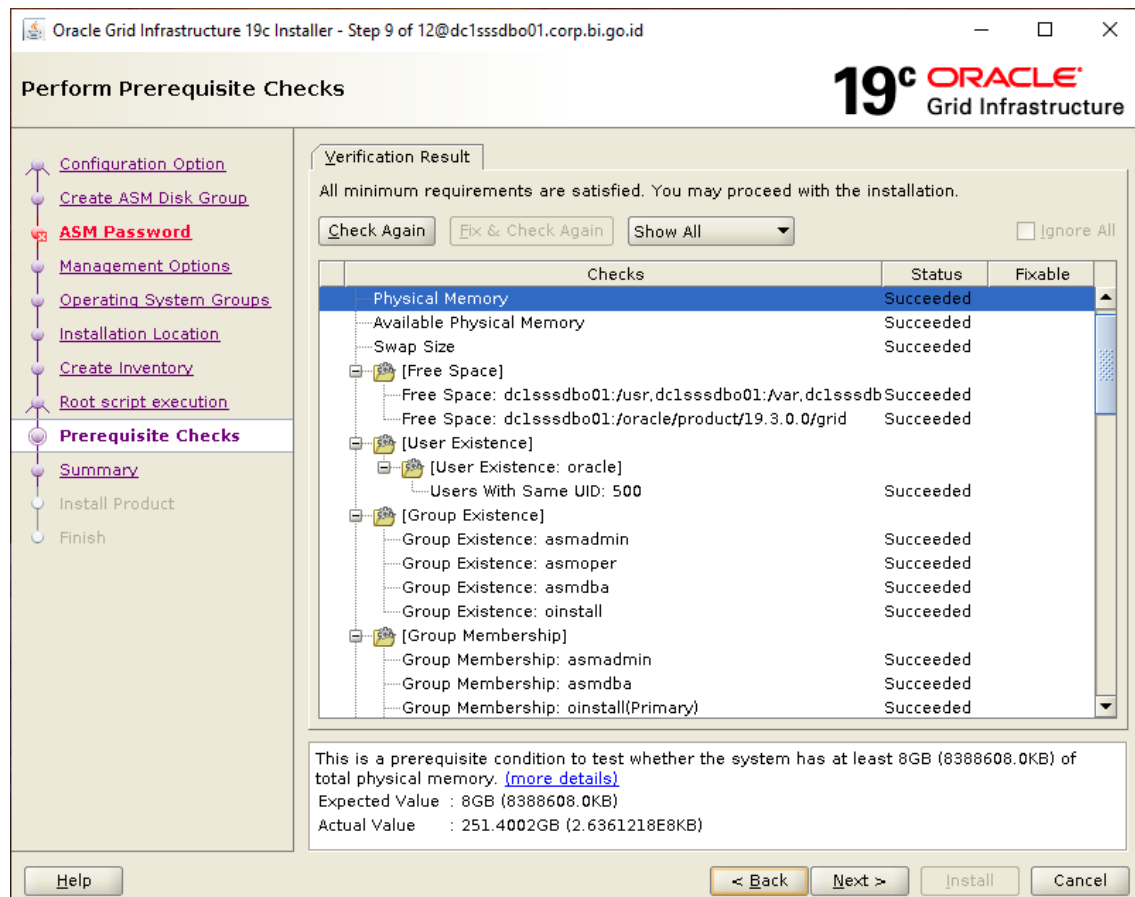 Oracle Grid Infrastructure 19c Installer - Step 9 of 12@dc1sssdbo01.corp.bi.go.id
Perform Prerequisite Checks
19c ORACLE
Grid Infrastructure
Configuration Option
Create ASM Disk Group
ASM Password
Management Options
Operating System Groups
Installation Location
Create Inventory
Root script execution
Prerequisite Checks
Summary
Install Product
Finish
Verification Result
All minimum requirements are satisfied. You may proceed with the installation.
Check Again Fix & Check Again Show All Ignore All
Checks Status Fixable
Physical Memory Succeeded
Available Physical Memory Succeeded
Swap Size Succeeded
[Free Space]
Free Space: dc1sssdbo01:/usr,dc1sssdbo01:/var,dc1sssdb Succeeded
Free Space: dc1sssdbo01:/oracle/product/19.3.0.0/grid Succeeded
[User Existence]
[User Existence: oracle]
Users With Same UID: 500 Succeeded
[Group Existence]
Group Existence: asmadmin Succeeded
Group Existence: asmoper Succeeded
Group Existence: asmdba Succeeded
Group Existence: oinstall Succeeded
[Group Membership]
Group Membership: asmadmin Succeeded
Group Membership: asmdba Succeeded
Group Membership: oinstall(Primary) Succeeded
This is a prerequisite condition to test whether the system has at least 8GB (8388608.0KB) of
total physical memory. (more details)
Expected Value : 8GB (8388608.0KB)
Actual Value : 251.4002GB (2.6361218E8KB)
Help < Back Next > Install Cancel